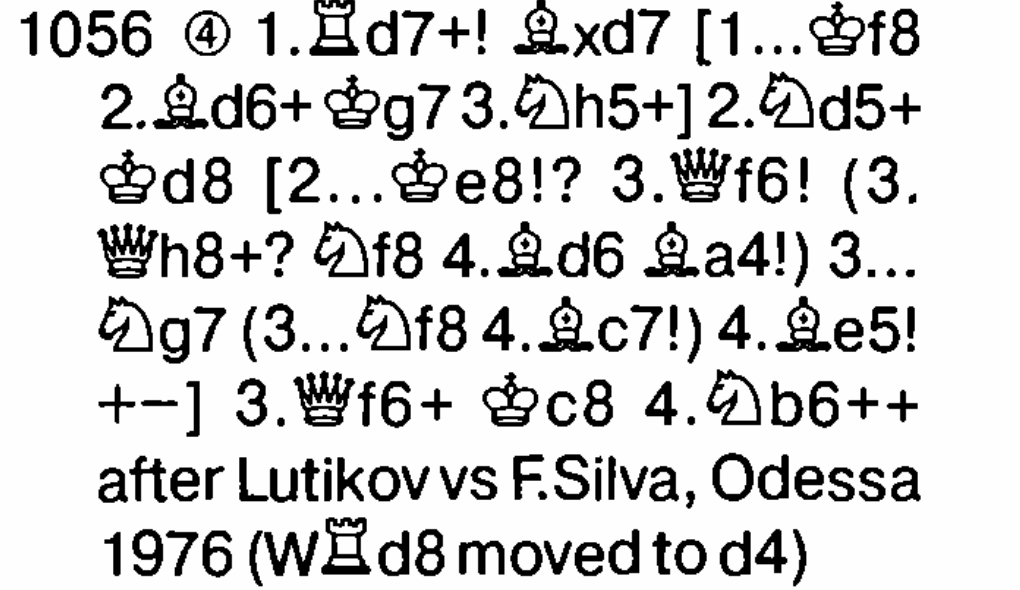 1056 ④ 1.♖d7+! ♗xd7 [1...♔f8
2.♗d6+ ♔g7 3.♘h5+] 2.♘d5+
♔d8 [2...♔e8!? 3.♕f6! (3.
♕h8+? ♘f8 4.♗d6 ♗a4!) 3...
♘g7 (3...♘f8 4.♗c7!) 4.♗e5!
+−] 3.♕f6+ ♔c8 4.♘b6++
after Lutikov vs F.Silva, Odessa
1976 (W♖d8 moved to d4)